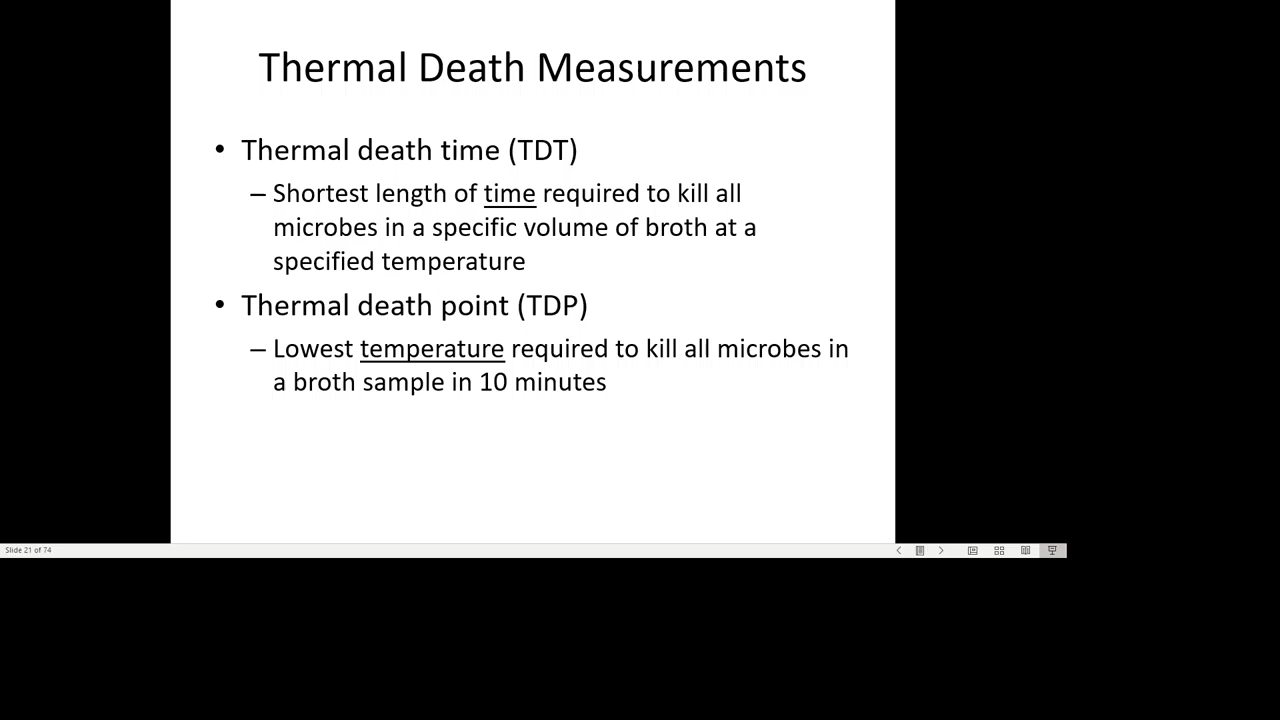 Thermal Death Measurements
• Thermal death time (TDT)
– Shortest length of time required to kill all
microbes in a specific volume of broth at a
specified temperature
• Thermal death point (TDP)
– Lowest temperature required to kill all microbes in
a broth sample in 10 minutes
Slide 21 of 74